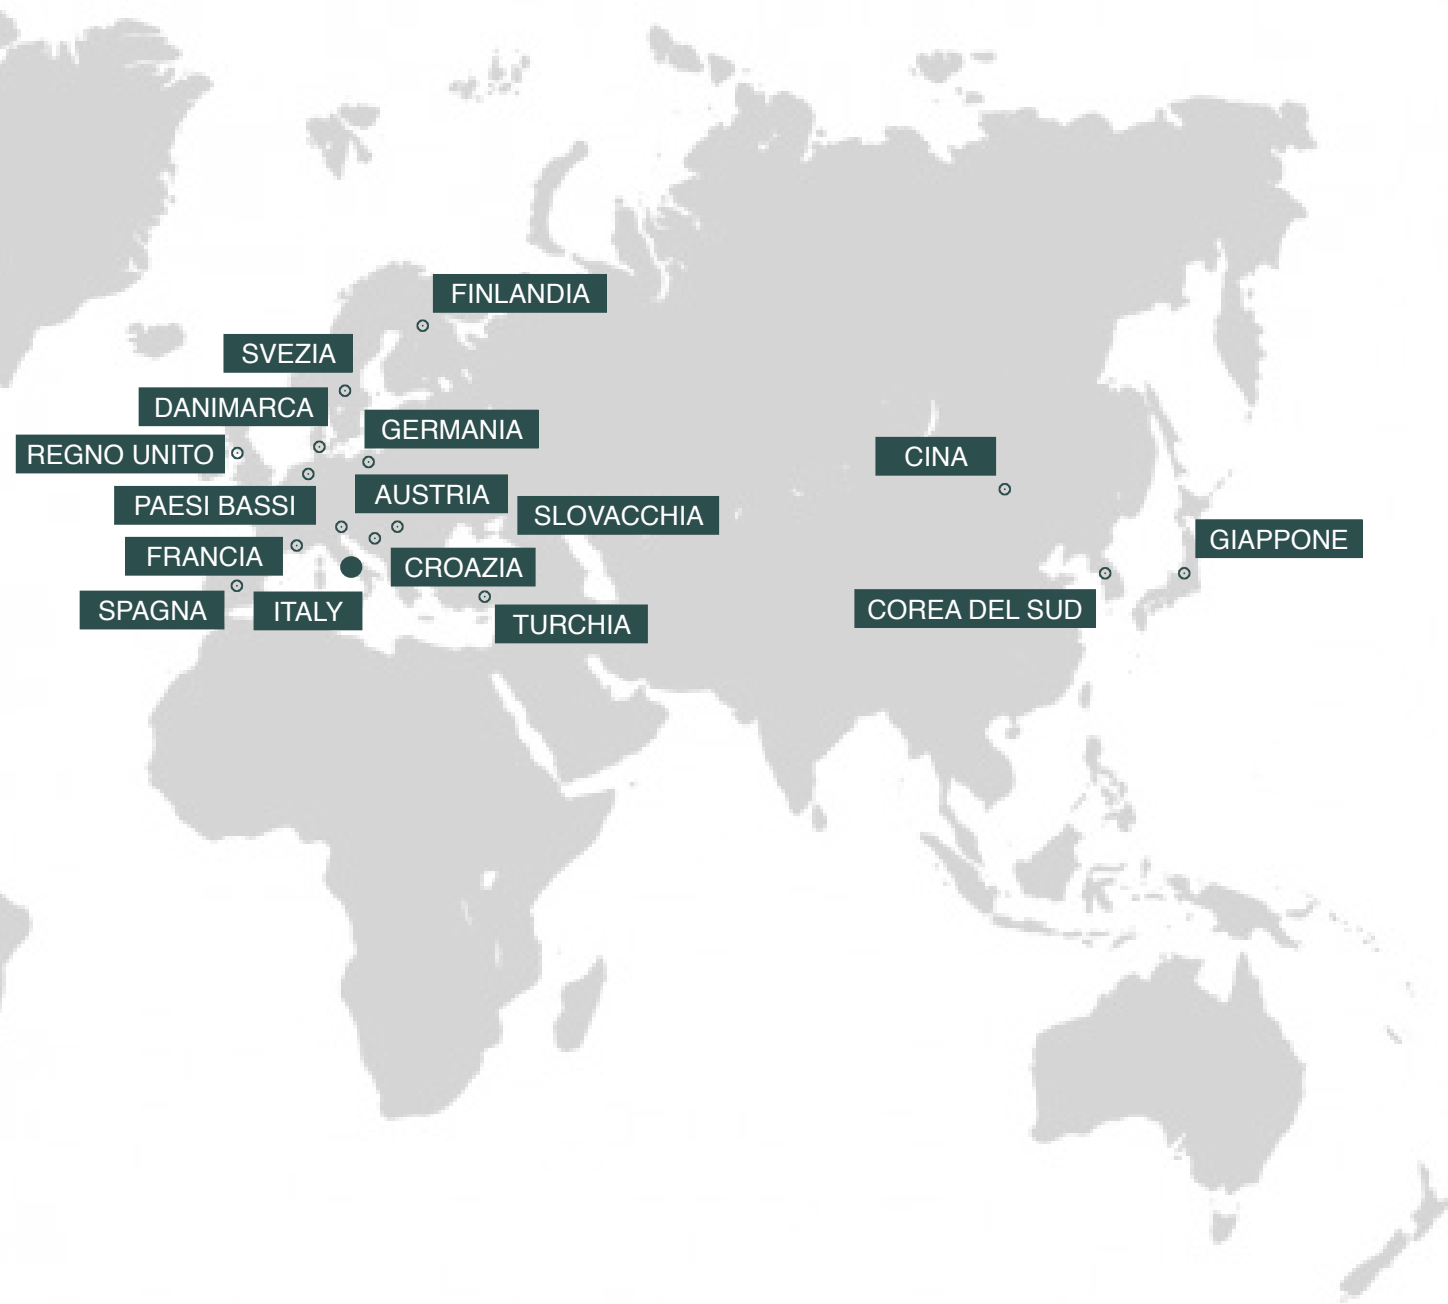 FINLANDIA
SVEZIA
DANIMARCA
GERMANIA
REGNO UNITO
CINA
AUSTRIA
PAESI BASSI
SLOVACCHIA
GIAPPONE
FRANCIA
CROAZIA
SPAGNA
ITALY
COREA DEL SUD
TURCHIA